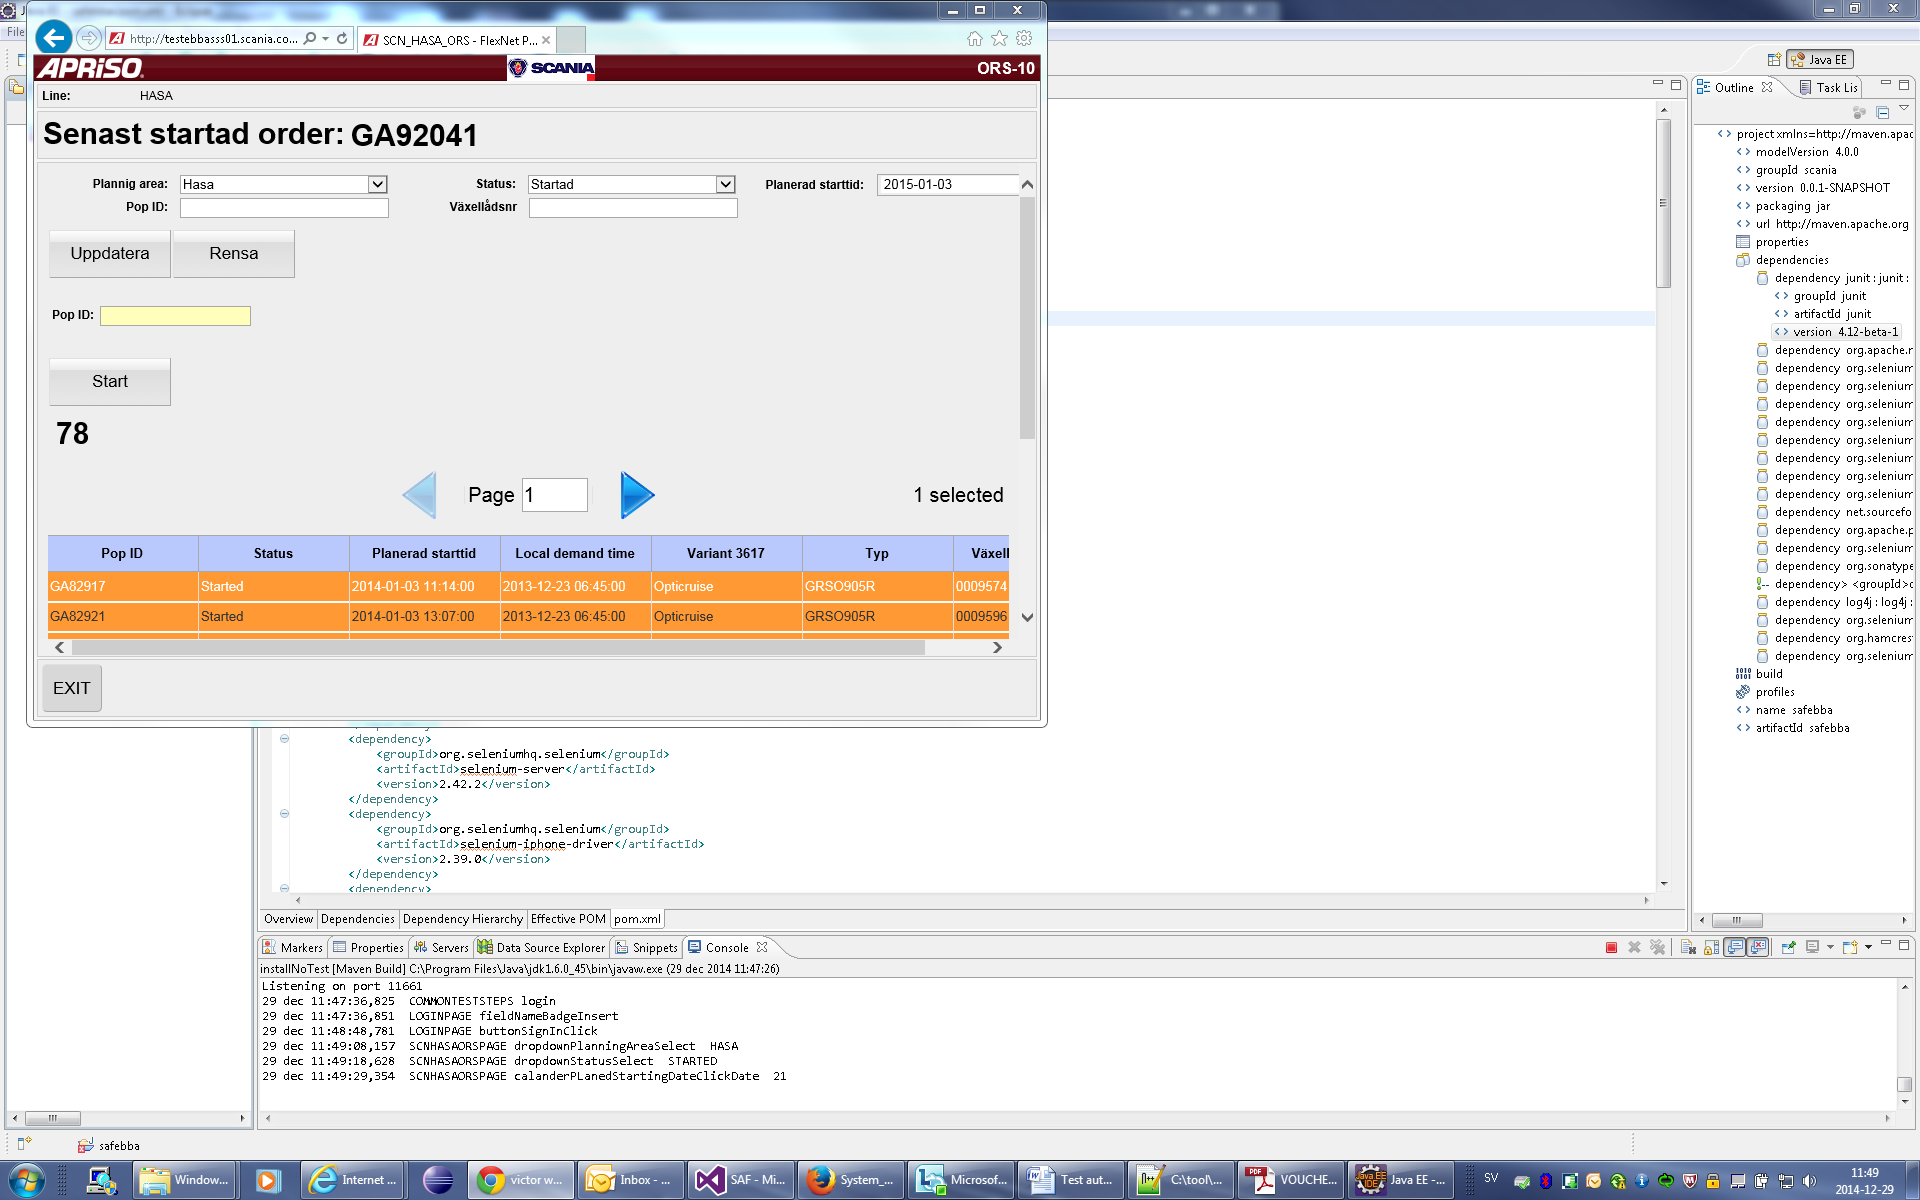 http://testebbasss01.scania.co...
SCN_HASA_ORS - FlexNet P...
APRISO
SCANIA
ORS-10
Line: HASA
Senast startad order: GA92041
Plannig area: Hasa Status: Startad Planerad starttid: 2015-01-03
Pop ID: Växellådsnr
Uppdatera Rensa
Pop ID:
Start
78
Page 1 1 selected
Pop ID Status Planerad starttid Local demand time Variant 3617 Typ Växell
GA82917 Started 2014-01-03 11:14:00 2013-12-23 06:45:00 Opticruise GRSO905R 0009574
GA82921 Started 2014-01-03 13:07:00 2013-12-23 06:45:00 Opticruise GRSO905R 0009596
EXIT
File
Java EE
Outline Task Lis
project xmlns=http://maven.apac
modelVersion 4.0.0
groupId scania
version 0.0.1-SNAPSHOT
packaging jar
url http://maven.apache.org
properties
dependencies
dependency junit : junit :
groupId junit
artifactId junit
version 4.12-beta-1
dependency org.apache.r
dependency org.selenium
dependency org.selenium
dependency org.selenium
dependency org.selenium
dependency org.selenium
dependency org.selenium
dependency org.selenium
dependency org.selenium
dependency net.sourcefo
dependency org.apache.p
dependency org.selenium
dependency org.sonatype
dependency> <groupId>c
dependency log4j : log4j :
dependency org.selenium
dependency org.hamcres
dependency org.selenium
build
profiles
name safebba
artifactId safebba
<dependency>
<groupId>org.seleniumhq.selenium</groupId>
<artifactId>selenium-server</artifactId>
<version>2.42.2</version>
</dependency>
<dependency>
<groupId>org.seleniumhq.selenium</groupId>
<artifactId>selenium-iphone-driver</artifactId>
<version>2.39.0</version>
</dependency>
<dependency>
Overview Dependencies Dependency Hierarchy Effective POM pom.xml
Markers Properties Servers Data Source Explorer Snippets Console
installNoTest [Maven Build] C:\Program Files\Java\jdk1.6.0_45\bin\javaw.exe (29 dec 2014 11:47:26)
Listening on port 11661
29 dec 11:47:36,825 COMMONTESTSTEPS login
29 dec 11:47:36,851 LOGINPAGE fieldNameBadgeInsert
29 dec 11:48:48,781 LOGINPAGE buttonSignInClick
29 dec 11:49:08,157 SCNHASAORSPAGE dropdownPlanningAreaSelect HASA
29 dec 11:49:18,628 SCNHASAORSPAGE dropdownStatusSelect STARTED
29 dec 11:49:29,354 SCNHASAORSPAGE calanderPLanedStartingDateClickDate 21
safebba
Window... Internet ... victor w... Inbox - ... SAF - Mi... System_... Microsof... Test aut... C:\tool\... VOUCHE... Java EE -...
SV
11:49
2014-12-29